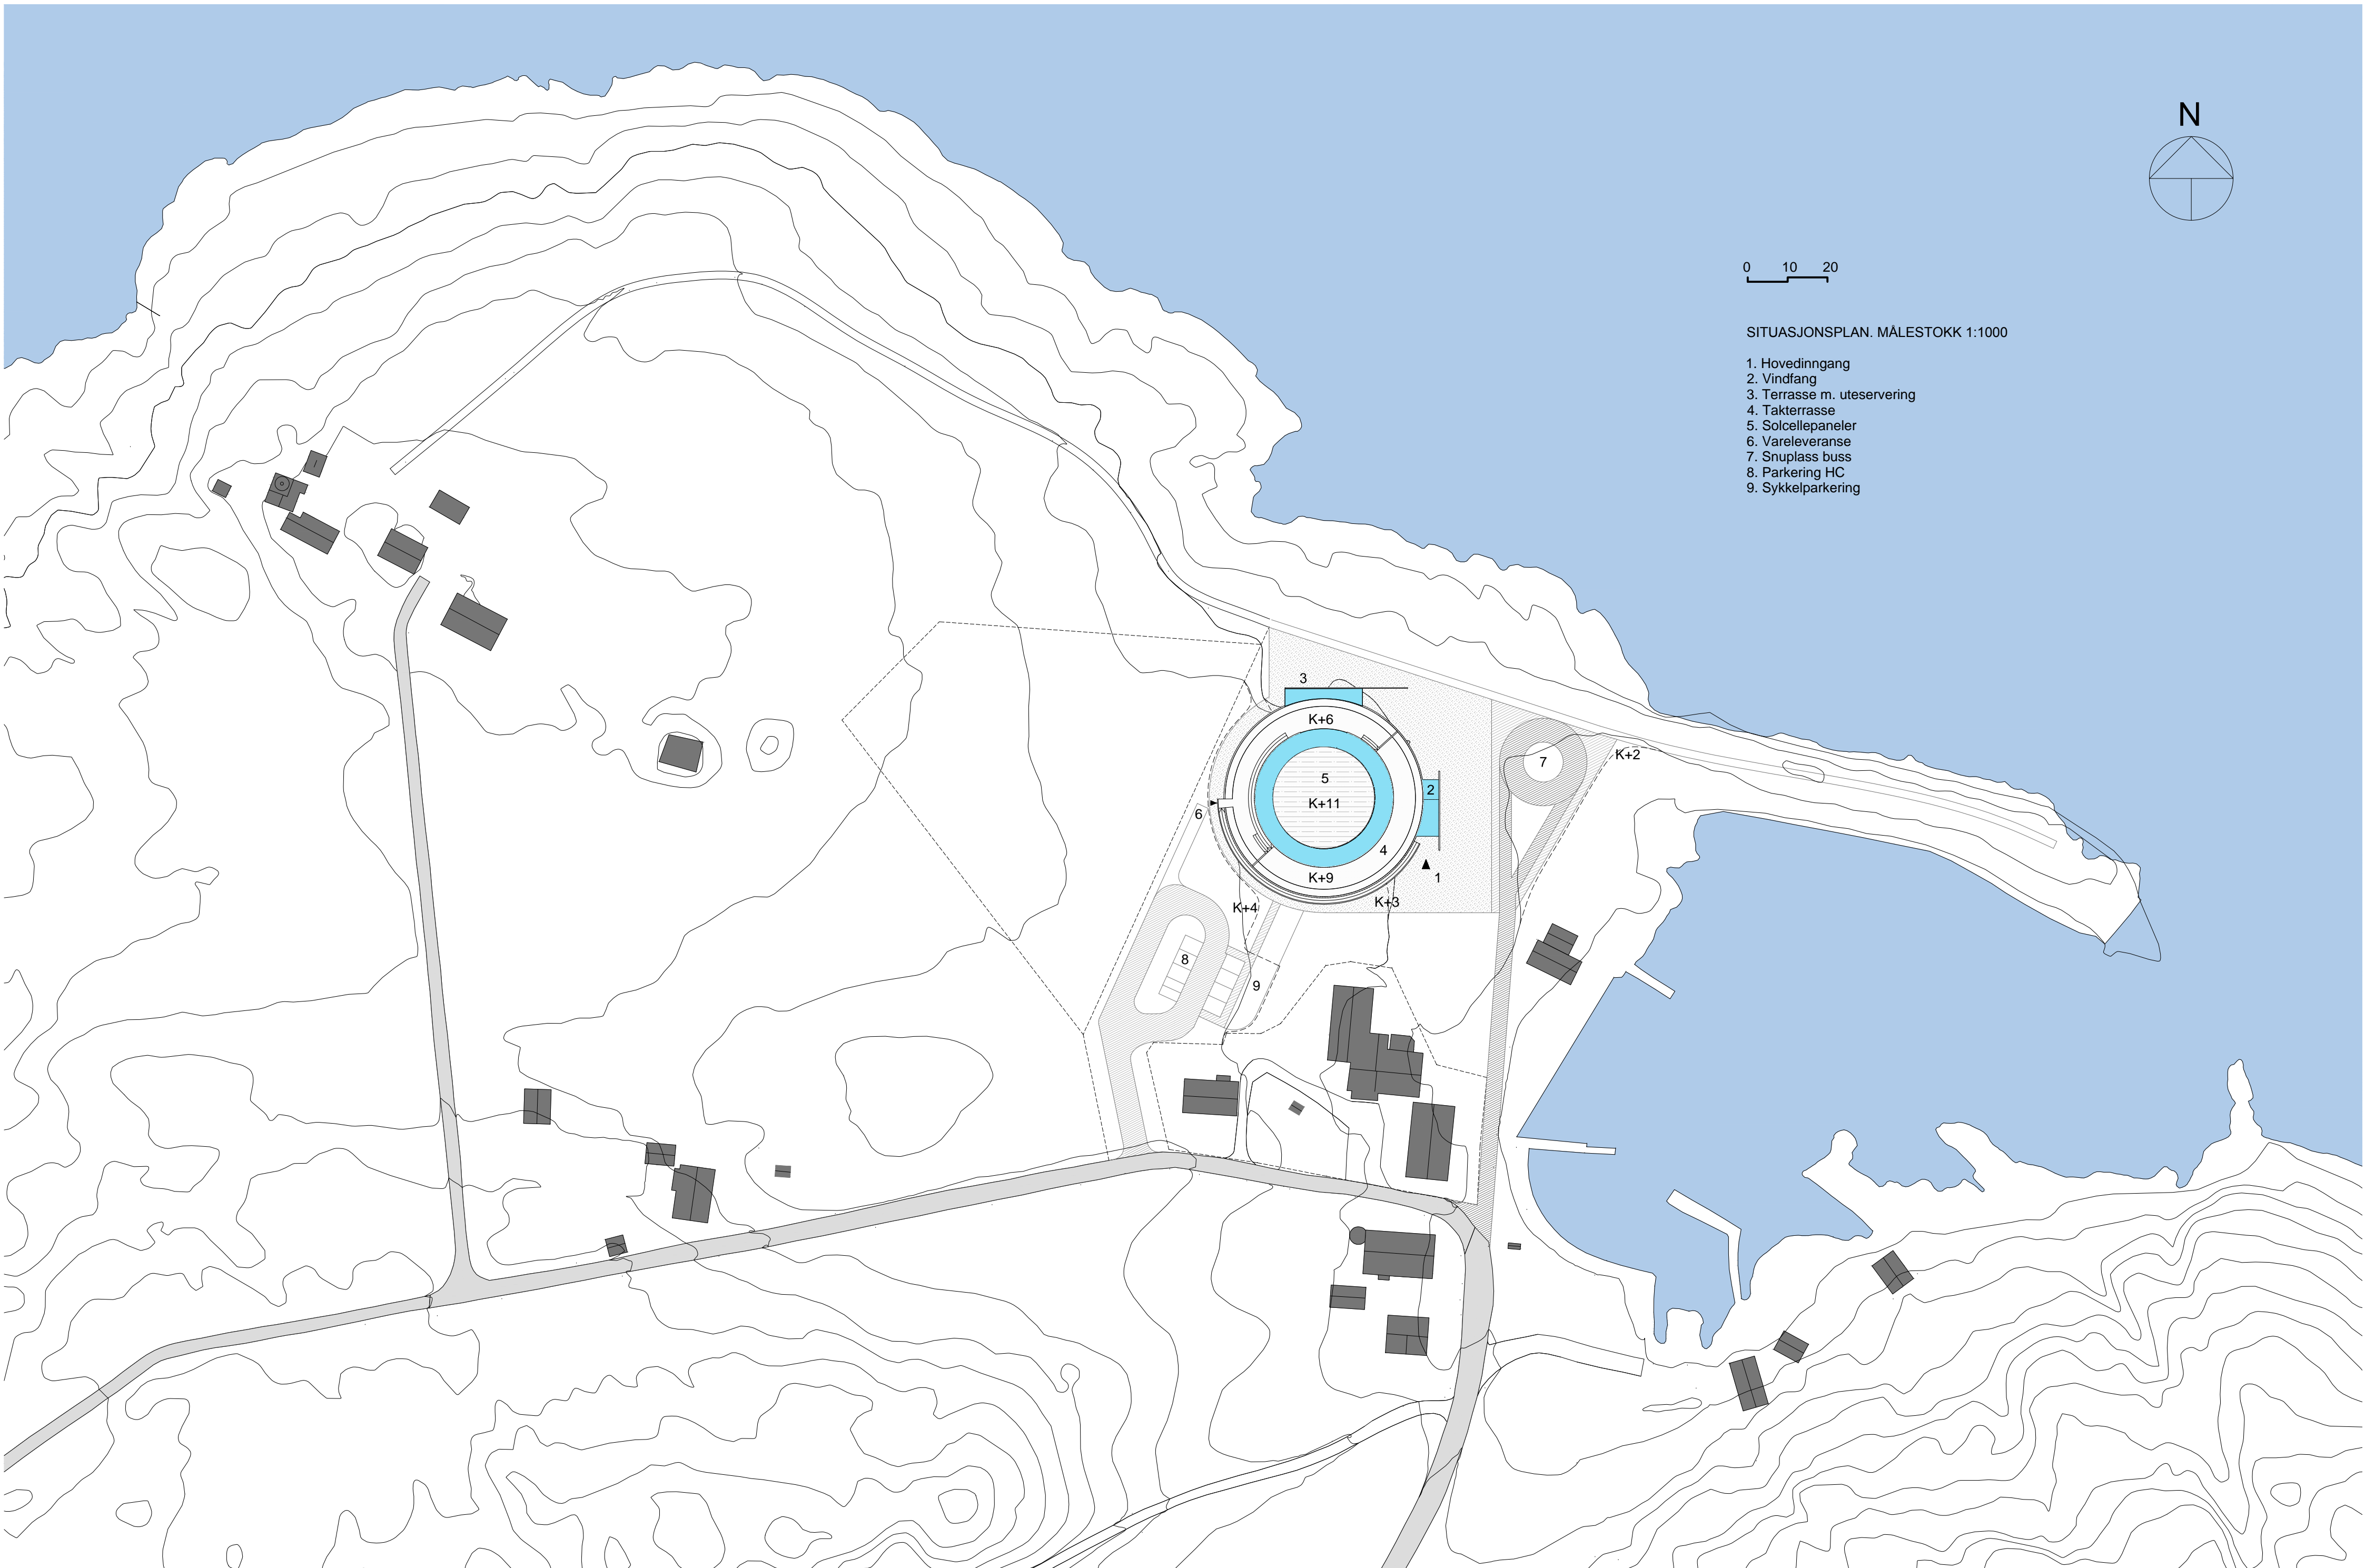 N
0 10 20
SITUASJONSPLAN. MÅLESTOKK 1:1000
1. Hovedinngang
2. Vindfang
3. Terrasse m. uteservering
4. Takterrasse
5. Solcellepaneler
6. Vareleveranse
7. Snuplass buss
8. Parkering HC
9. Sykkelparkering
3
K+6
K+2
7
5
2
K+11
6
4
K+9
1
K+4
K+3
8
9